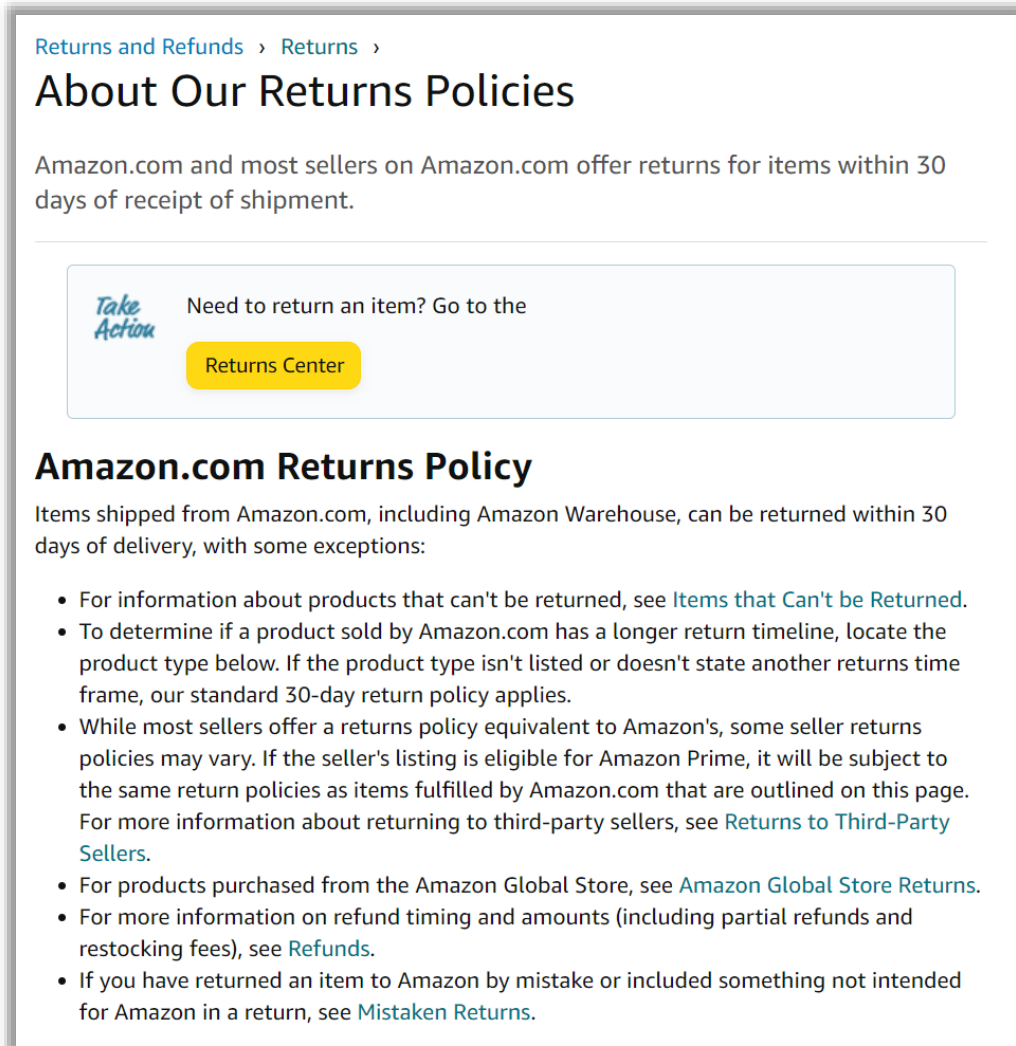 Returns and Refunds › Returns ›
About Our Returns Policies
Amazon.com and most sellers on Amazon.com offer returns for items within 30
days of receipt of shipment.
Take
Action
Need to return an item? Go to the
Returns Center
Amazon.com Returns Policy
Items shipped from Amazon.com, including Amazon Warehouse, can be returned within 30
days of delivery, with some exceptions:
• For information about products that can't be returned, see Items that Can't be Returned.
• To determine if a product sold by Amazon.com has a longer return timeline, locate the
product type below. If the product type isn't listed or doesn't state another returns time
frame, our standard 30-day return policy applies.
• While most sellers offer a returns policy equivalent to Amazon's, some seller returns
policies may vary. If the seller's listing is eligible for Amazon Prime, it will be subject to
the same return policies as items fulfilled by Amazon.com that are outlined on this page.
For more information about returning to third-party sellers, see Returns to Third-Party
Sellers.
• For products purchased from the Amazon Global Store, see Amazon Global Store Returns.
• For more information on refund timing and amounts (including partial refunds and
restocking fees), see Refunds.
• If you have returned an item to Amazon by mistake or included something not intended
for Amazon in a return, see Mistaken Returns.